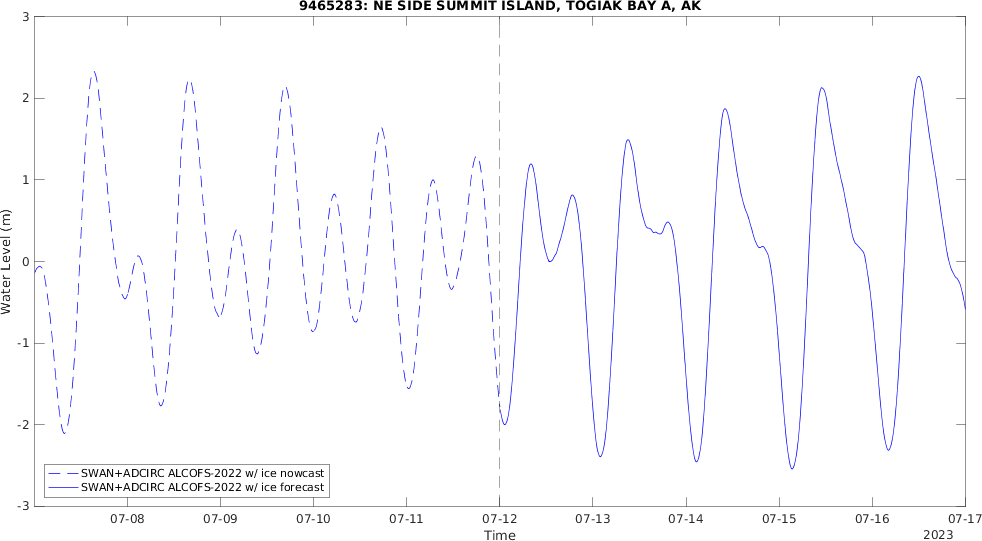 9465283: NE SIDE SUMMIT ISLAND, TOGIAK BAY A, AK
3
2
1
0
-1
-2
-3
Water Level (m)
SWAN+ADCIRC ALCOFS-2022 w/ ice nowcast
SWAN+ADCIRC ALCOFS-2022 w/ ice forecast
07-08 07-09 07-10 07-11 07-12 07-13 07-14 07-15 07-16 07-17
Time
2023